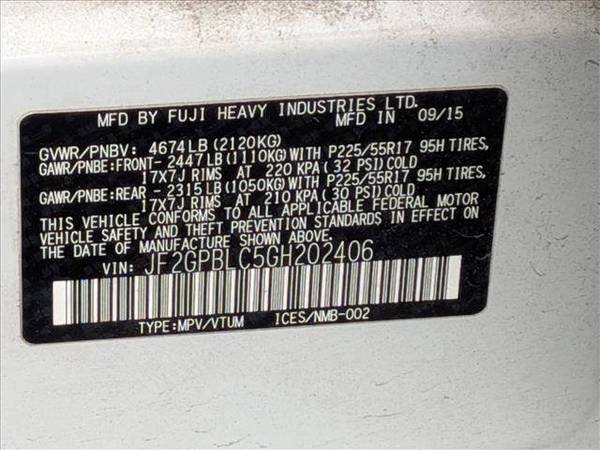 MFD BY FUJI HEAVY INDUSTRIES LTD.
MFD IN 09/15
GVWR/PNBV: 4674LB(2120KG)
GAWR/PNBE:FRONT- 2447LB(1110KG)WITH P225/55R17 95H TIRES,
17X7J RIMS AT 220 KPA( 32 PSI)COLD
GAWR/PNBE:REAR - 2315LB(1050KG)WITH P225/55R17 95H TIRES,
17X7J RIMS AT 210 KPA( 30 PSI)COLD
THIS VEHICLE CONFORMS TO ALL APPLICABLE FEDERAL MOTOR
VEHICLE SAFETY AND THEFT PREVENTION STANDARDS IN EFFECT
ON THE DATE OF MANUFACTURE SHOWN ABOVE.
VIN: JF2GPBLC5GH202406
TYPE:MPV/VTUM ICES/NMB-002